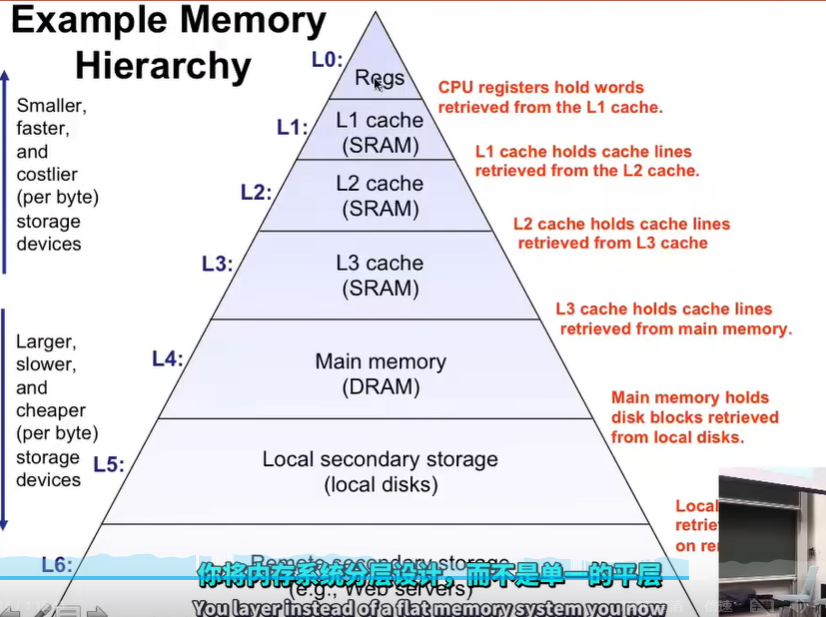 Example Memory
Hierarchy
L0:
Regs
CPU registers hold words
retrieved from the L1 cache.
Smaller,
faster,
and
costlier
(per byte)
storage
devices
L1:
L1 cache
(SRAM)
L1 cache holds cache lines
retrieved from the L2 cache.
L2:
L2 cache
(SRAM)
L2 cache holds cache lines
retrieved from L3 cache
L3:
L3 cache
(SRAM)
L3 cache holds cache lines
retrieved from main memory.
Larger,
slower,
and
cheaper
(per byte)
storage
devices
L4:
Main memory
(DRAM)
Main memory holds
disk blocks retrieved
from local disks.
L5:
Local secondary storage
(local disks)
Local
retrie
on re
L6:
Remote secondary storage
(e.g., Web servers)
你将内存系统分层设计，而不是单一的平层
You layer instead of a flat memory system you now